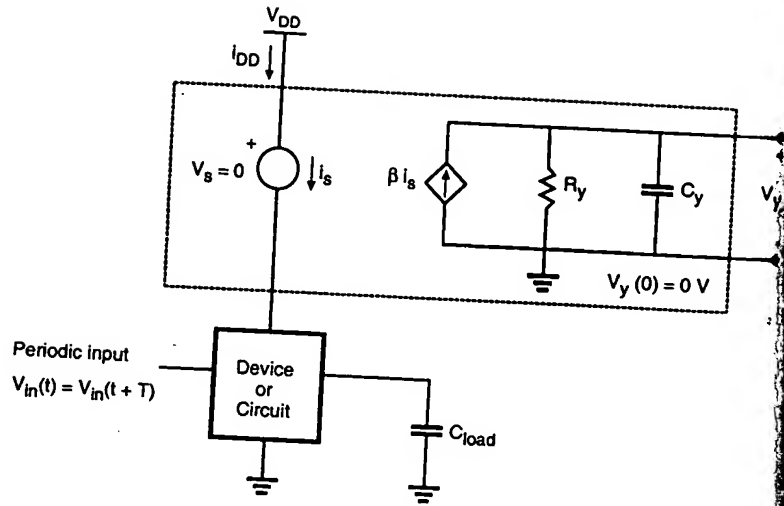 V_DD
i_DD
+
V_s = 0
i_s
β i_s
R_y
C_y
V_y
V_y (0) = 0 V
Periodic input
V_in(t) = V_in(t + T)
Device
or
Circuit
C_load